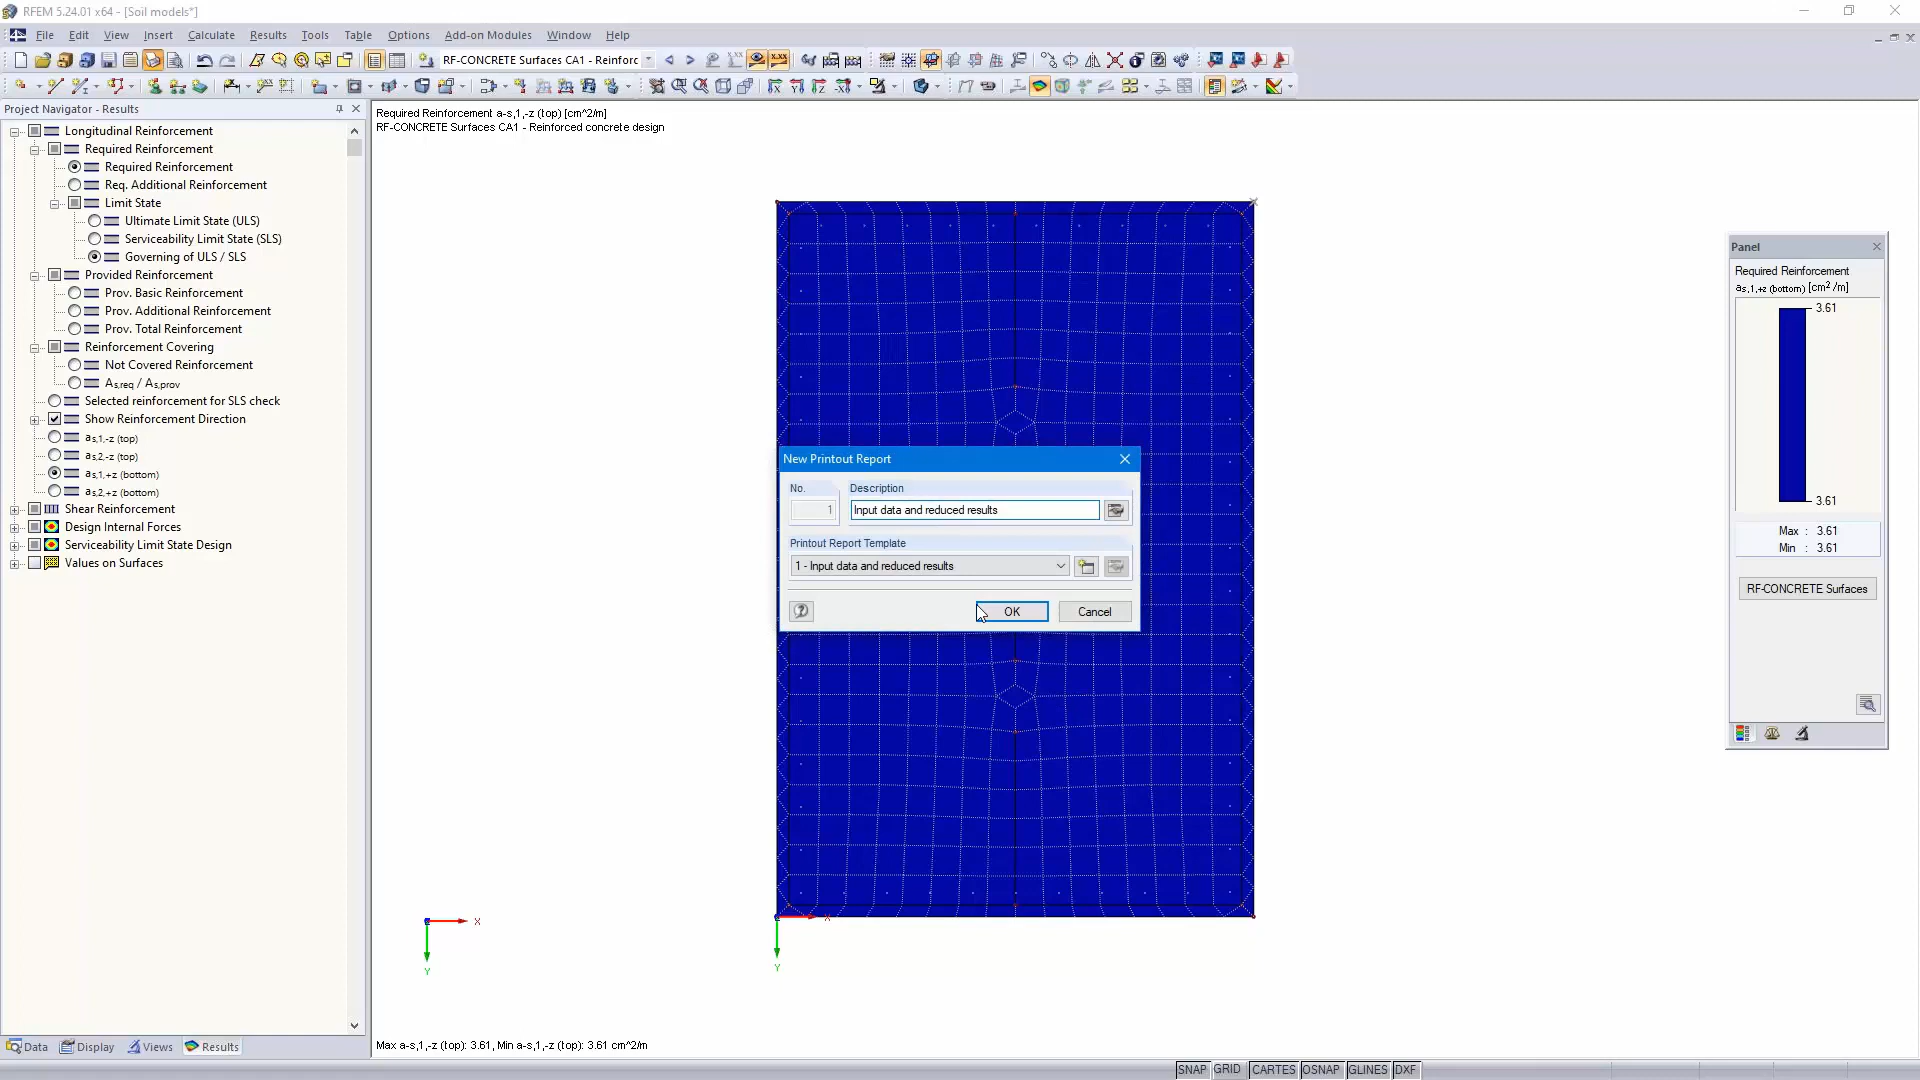 RFEM 5.24.01 x64 - [Soil models*]
File Edit View Insert Calculate Results Tools Table Options Add-on Modules Window Help
RF-CONCRETE Surfaces CA1 - Reinforc
Project Navigator - Results
Longitudinal Reinforcement
Required Reinforcement
Required Reinforcement
Req. Additional Reinforcement
Limit State
Ultimate Limit State (ULS)
Serviceability Limit State (SLS)
Governing of ULS / SLS
Provided Reinforcement
Prov. Basic Reinforcement
Prov. Additional Reinforcement
Prov. Total Reinforcement
Reinforcement Covering
Not Covered Reinforcement
As,req / As,prov
Selected reinforcement for SLS check
Show Reinforcement Direction
as,1,-z (top)
as,2,-z (top)
as,1,+z (bottom)
as,2,+z (bottom)
Shear Reinforcement
Design Internal Forces
Serviceability Limit State Design
Values on Surfaces
Data Display Views Results
Required Reinforcement a-s,1,-z (top) [cm^2/m]
RF-CONCRETE Surfaces CA1 - Reinforced concrete design
New Printout Report
No. Description
1 Input data and reduced results
Printout Report Template
1 - Input data and reduced results
OK Cancel
X
Y
X
Y
Max a-s,1,-z (top): 3.61, Min a-s,1,-z (top): 3.61 cm^2/m
Panel
Required Reinforcement
as,1,+z (bottom) [cm2/m]
3.61
3.61
Max : 3.61
Min : 3.61
RF-CONCRETE Surfaces
SNAP GRID CARTES OSNAP GLINES DXF